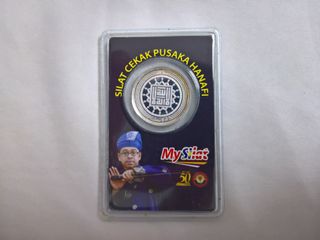 SILAT CEKAK PUSAKA HANAFI
MySilat
50